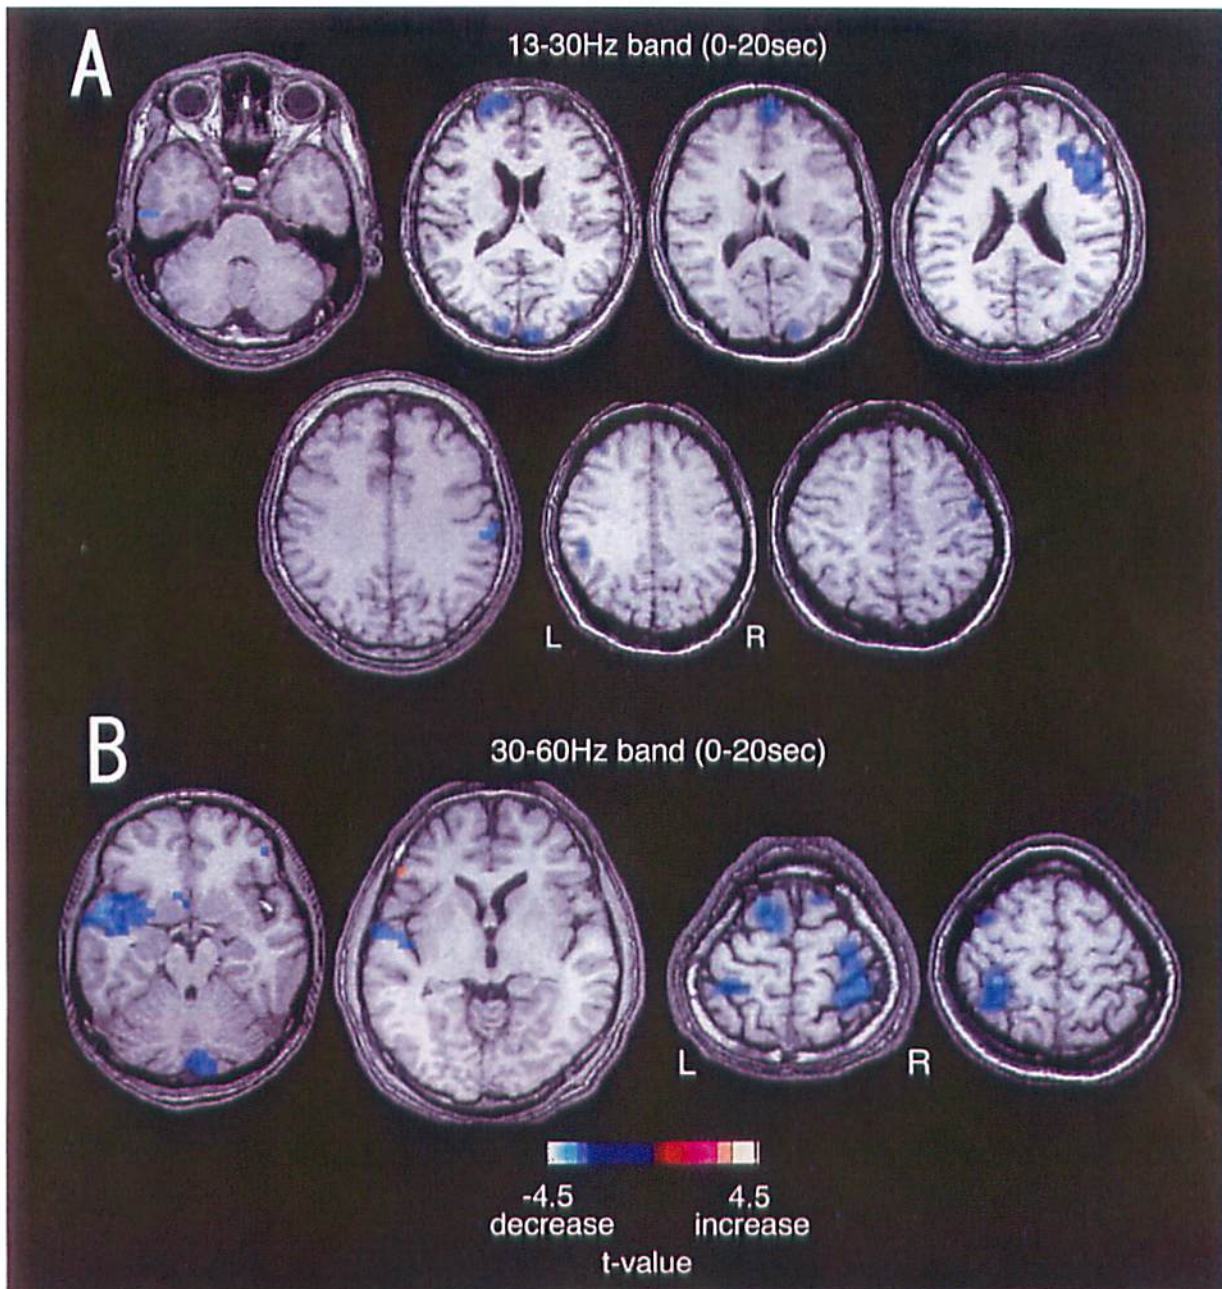 A
13-30Hz band (0-20sec)
L R
B
30-60Hz band (0-20sec)
L R
-4.5 4.5
decrease increase
t-value